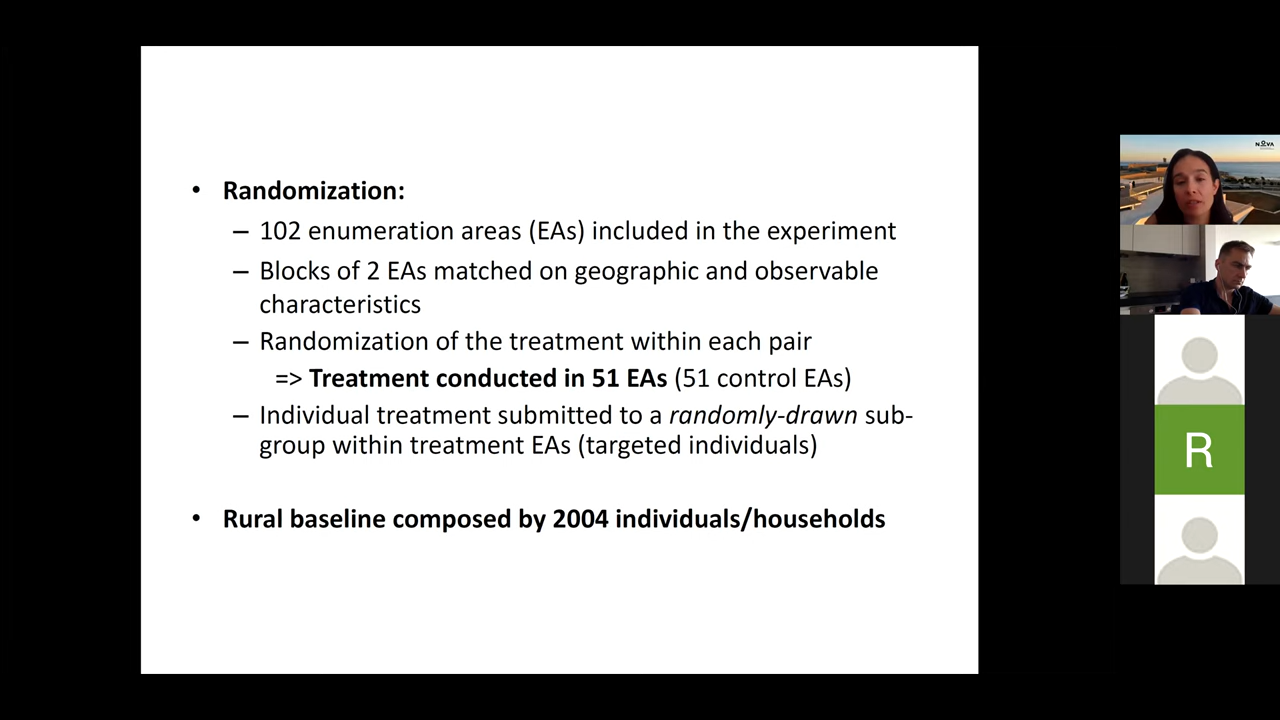 • Randomization:
– 102 enumeration areas (EAs) included in the experiment
– Blocks of 2 EAs matched on geographic and observable
characteristics
– Randomization of the treatment within each pair
=> Treatment conducted in 51 EAs (51 control EAs)
– Individual treatment submitted to a randomly-drawn sub-
group within treatment EAs (targeted individuals)
• Rural baseline composed by 2004 individuals/households
NOVA
R